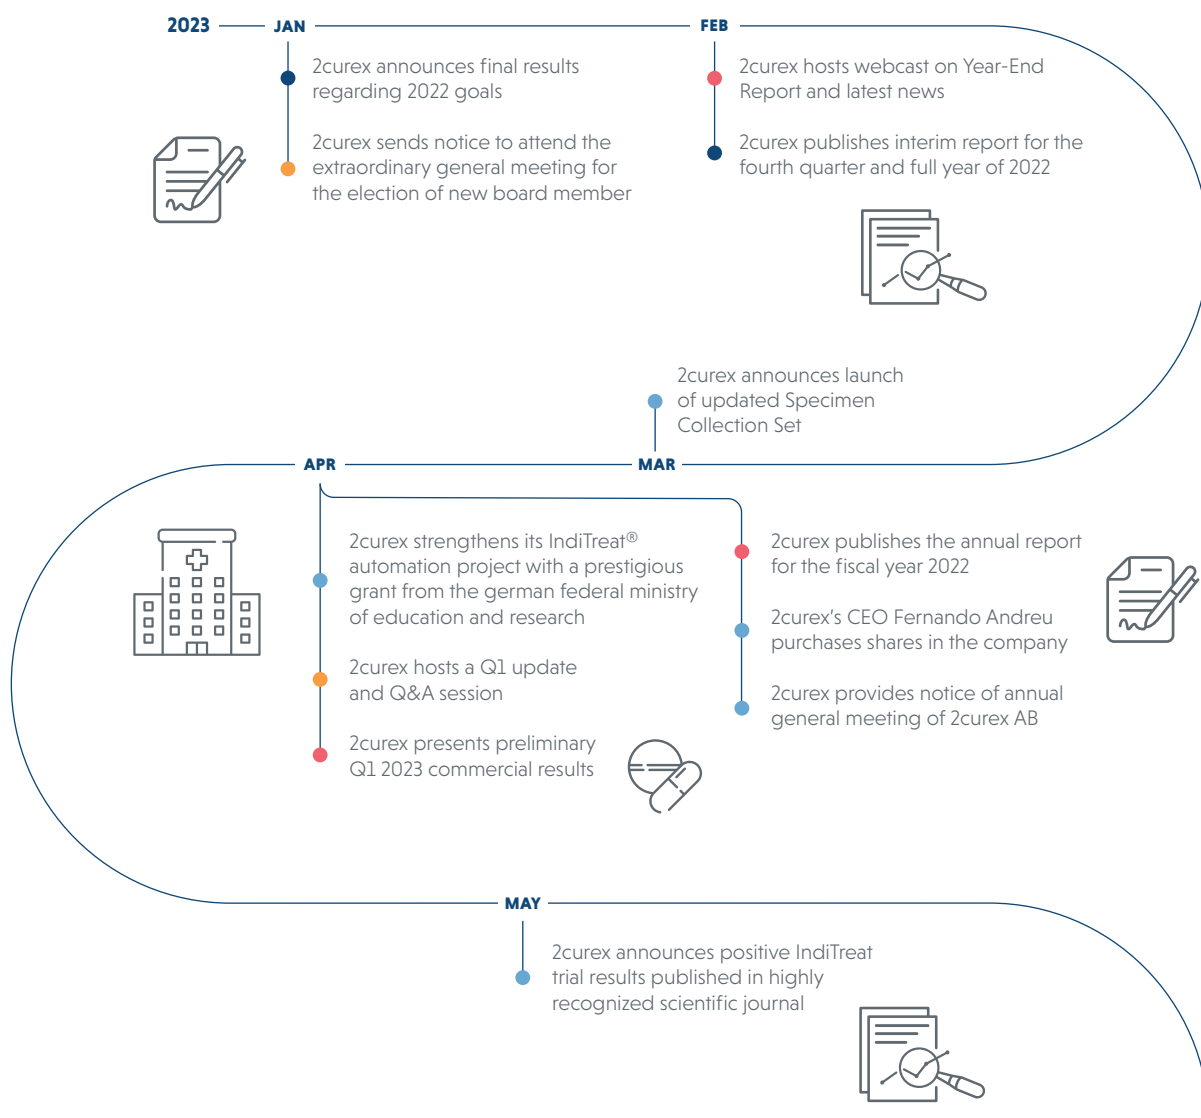 2023
JAN
2curex announces final results
regarding 2022 goals
2curex sends notice to attend the
extraordinary general meeting for
the election of new board member
FEB
2curex hosts webcast on Year-End
Report and latest news
2curex publishes interim report for the
fourth quarter and full year of 2022
2curex announces launch
of updated Specimen
Collection Set
MAR
APR
2curex strengthens its IndiTreat®
automation project with a prestigious
grant from the german federal ministry
of education and research
2curex hosts a Q1 update
and Q&A session
2curex presents preliminary
Q1 2023 commercial results
2curex publishes the annual report
for the fiscal year 2022
2curex’s CEO Fernando Andreu
purchases shares in the company
2curex provides notice of annual
general meeting of 2curex AB
MAY
2curex announces positive IndiTreat
trial results published in highly
recognized scientific journal